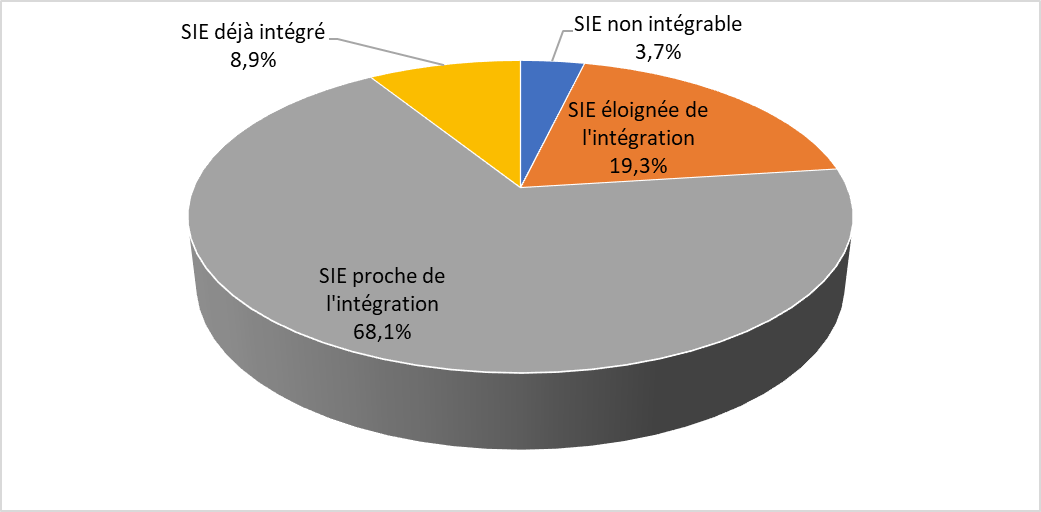 SIE déjà intégré
8,9%
SIE non intégrable
3,7%
SIE éloignée de
l'intégration
19,3%
SIE proche de
l'intégration
68,1%